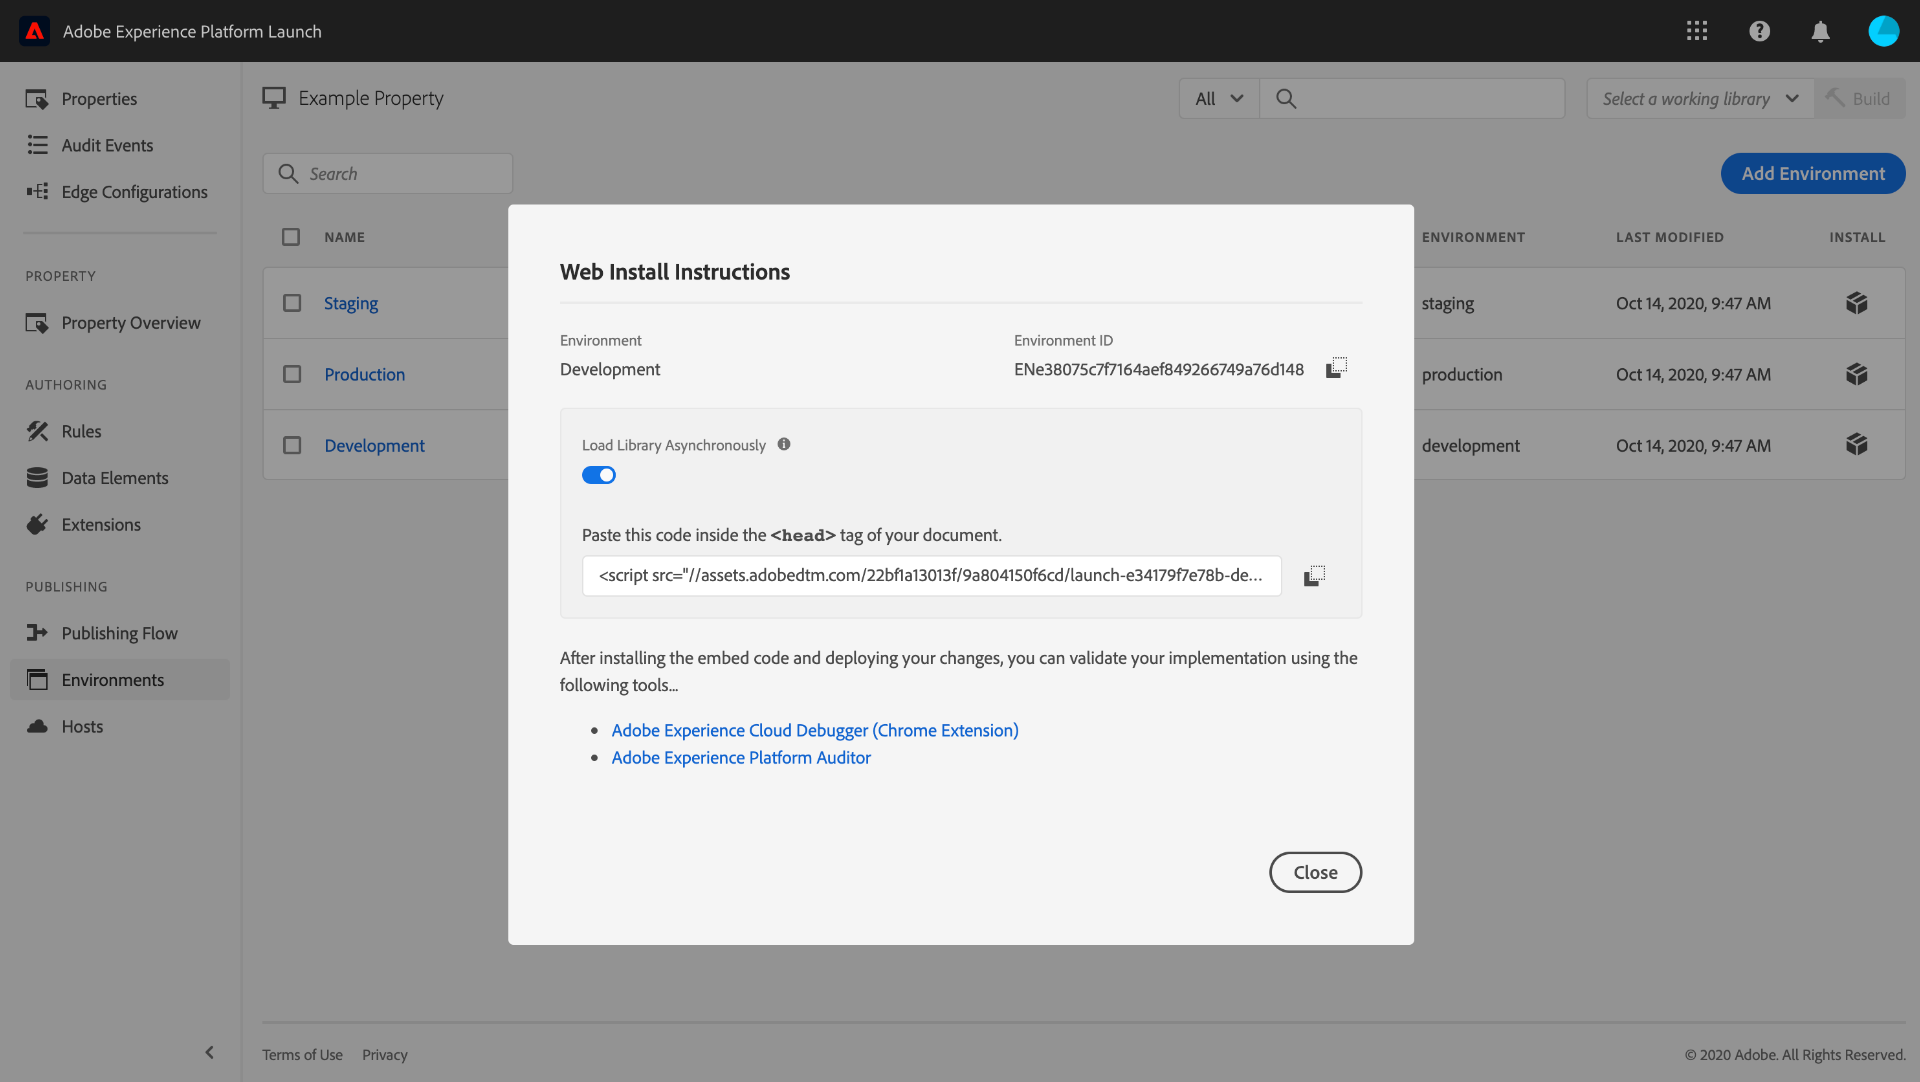 Adobe Experience Platform Launch
Properties
Audit Events
Edge Configurations
PROPERTY
Property Overview
AUTHORING
Rules
Data Elements
Extensions
PUBLISHING
Publishing Flow
Environments
Hosts
Example Property
All
Select a working library
Build
Search
Add Environment
NAME
ENVIRONMENT
LAST MODIFIED
INSTALL
Staging
staging
Oct 14, 2020, 9:47 AM
Production
production
Oct 14, 2020, 9:47 AM
Development
development
Oct 14, 2020, 9:47 AM
Web Install Instructions
Environment
Environment ID
Development
ENe38075c7f7164aef849266749a76d148
Load Library Asynchronously
Paste this code inside the <head> tag of your document.
<script src="//assets.adobedtm.com/22bf1a13013f/9a804150f6cd/launch-e34179f7e78b-de...
After installing the embed code and deploying your changes, you can validate your implementation using the
following tools...
• Adobe Experience Cloud Debugger (Chrome Extension)
• Adobe Experience Platform Auditor
Close
Terms of Use
Privacy
© 2020 Adobe. All Rights Reserved.